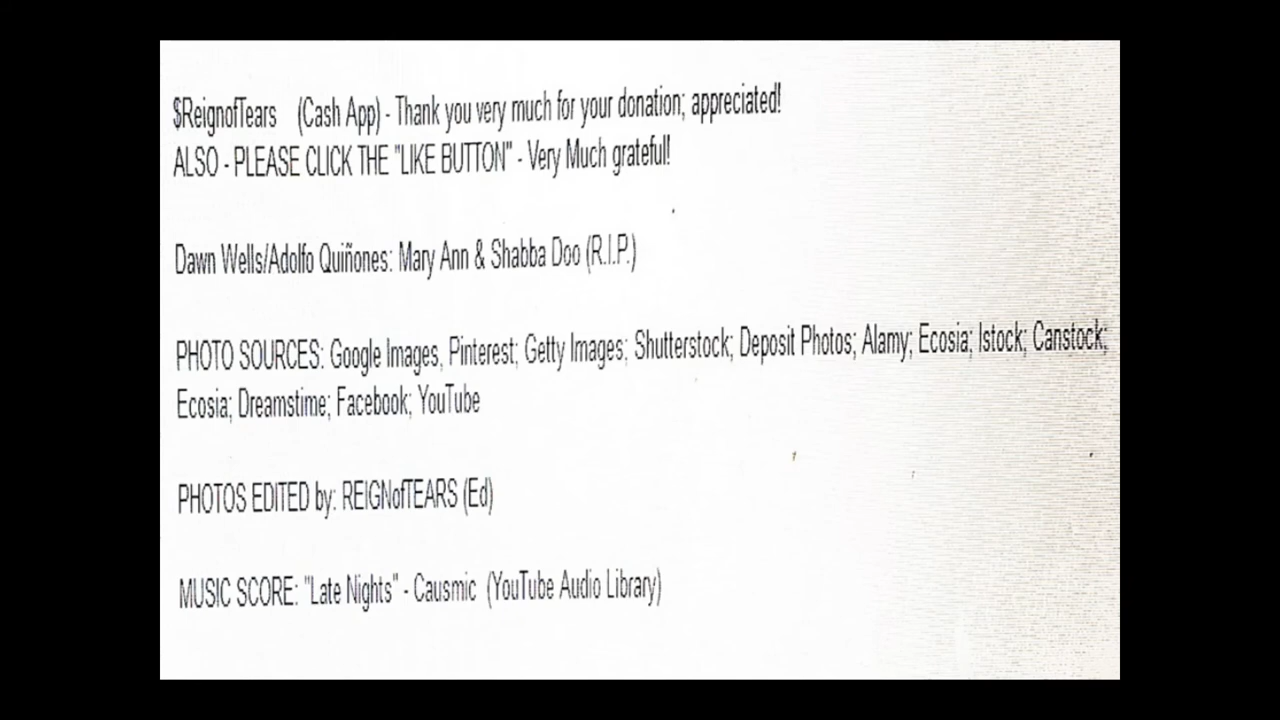 $ReignofTears (Cash App) - Thank you very much for your donation; appreciated!
ALSO - PLEASE CLICK THE "LIKE BUTTON" - Very Much grateful!
Dawn Wells/Adolfo Quiñones: Mary Ann & Shabba Doo (R.I.P.)
PHOTO SOURCES: Google Images, Pinterest; Getty Images; Shutterstock; Deposit Photos; Alamy; Ecosia; Istock; Canstock;
Ecosia; Dreamstime; Facebook; YouTube
PHOTOS EDITED by: REIGNofTEARS (Ed)
MUSIC SCORE: "Late Nights" - Causmic (YouTube Audio Library)